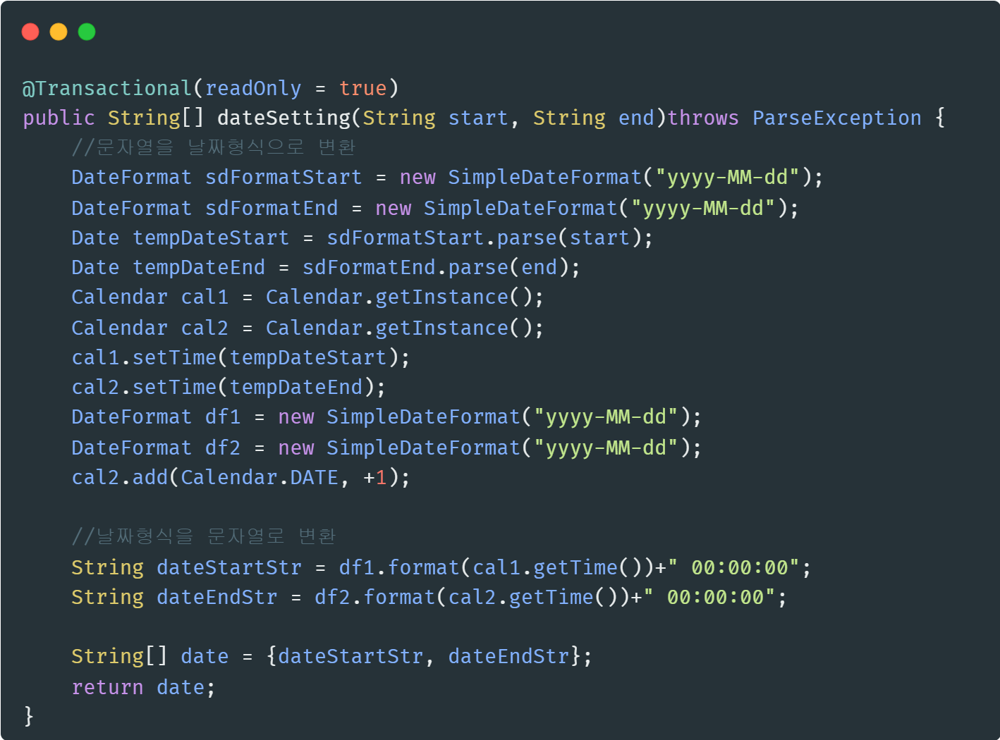 @Transactional(readOnly = true)
public String[] dateSetting(String start, String end)throws ParseException {
    //문자열을 날짜형식으로 변환
    DateFormat sdFormatStart = new SimpleDateFormat("yyyy-MM-dd");
    DateFormat sdFormatEnd = new SimpleDateFormat("yyyy-MM-dd");
    Date tempDateStart = sdFormatStart.parse(start);
    Date tempDateEnd = sdFormatEnd.parse(end);
    Calendar cal1 = Calendar.getInstance();
    Calendar cal2 = Calendar.getInstance();
    cal1.setTime(tempDateStart);
    cal2.setTime(tempDateEnd);
    DateFormat df1 = new SimpleDateFormat("yyyy-MM-dd");
    DateFormat df2 = new SimpleDateFormat("yyyy-MM-dd");
    cal2.add(Calendar.DATE, +1);

    //날짜형식을 문자열로 변환
    String dateStartStr = df1.format(cal1.getTime())+" 00:00:00";
    String dateEndStr = df2.format(cal2.getTime())+" 00:00:00";

    String[] date = {dateStartStr, dateEndStr};
    return date;
}